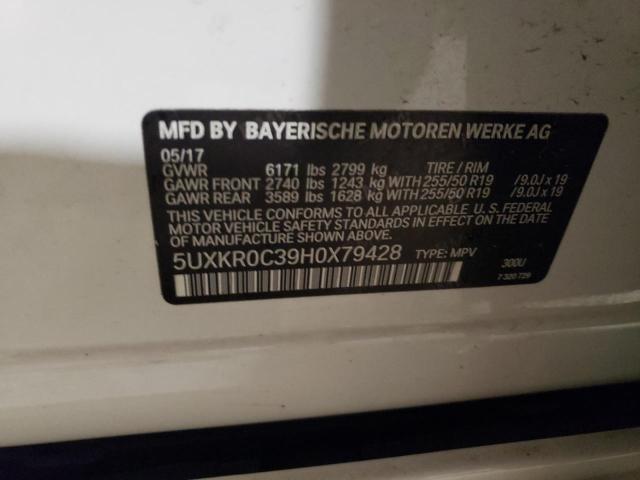 MFD BY BAYERISCHE MOTOREN WERKE AG
05/17
GVWR 6171 lbs 2799 kg TIRE / RIM
GAWR FRONT 2740 lbs 1243 kg WITH 255/50 R19 /9.0J x 19
GAWR REAR 3589 lbs 1628 kg WITH 255/50 R19 /9.0J x 19
THIS VEHICLE CONFORMS TO ALL APPLICABLE U.S. FEDERAL
MOTOR VEHICLE SAFETY STANDARDS IN EFFECT ON THE DATE
OF MANUFACTURE SHOWN ABOVE.
5UXKR0C39H0X79428 TYPE: MPV 300U
7 320 729